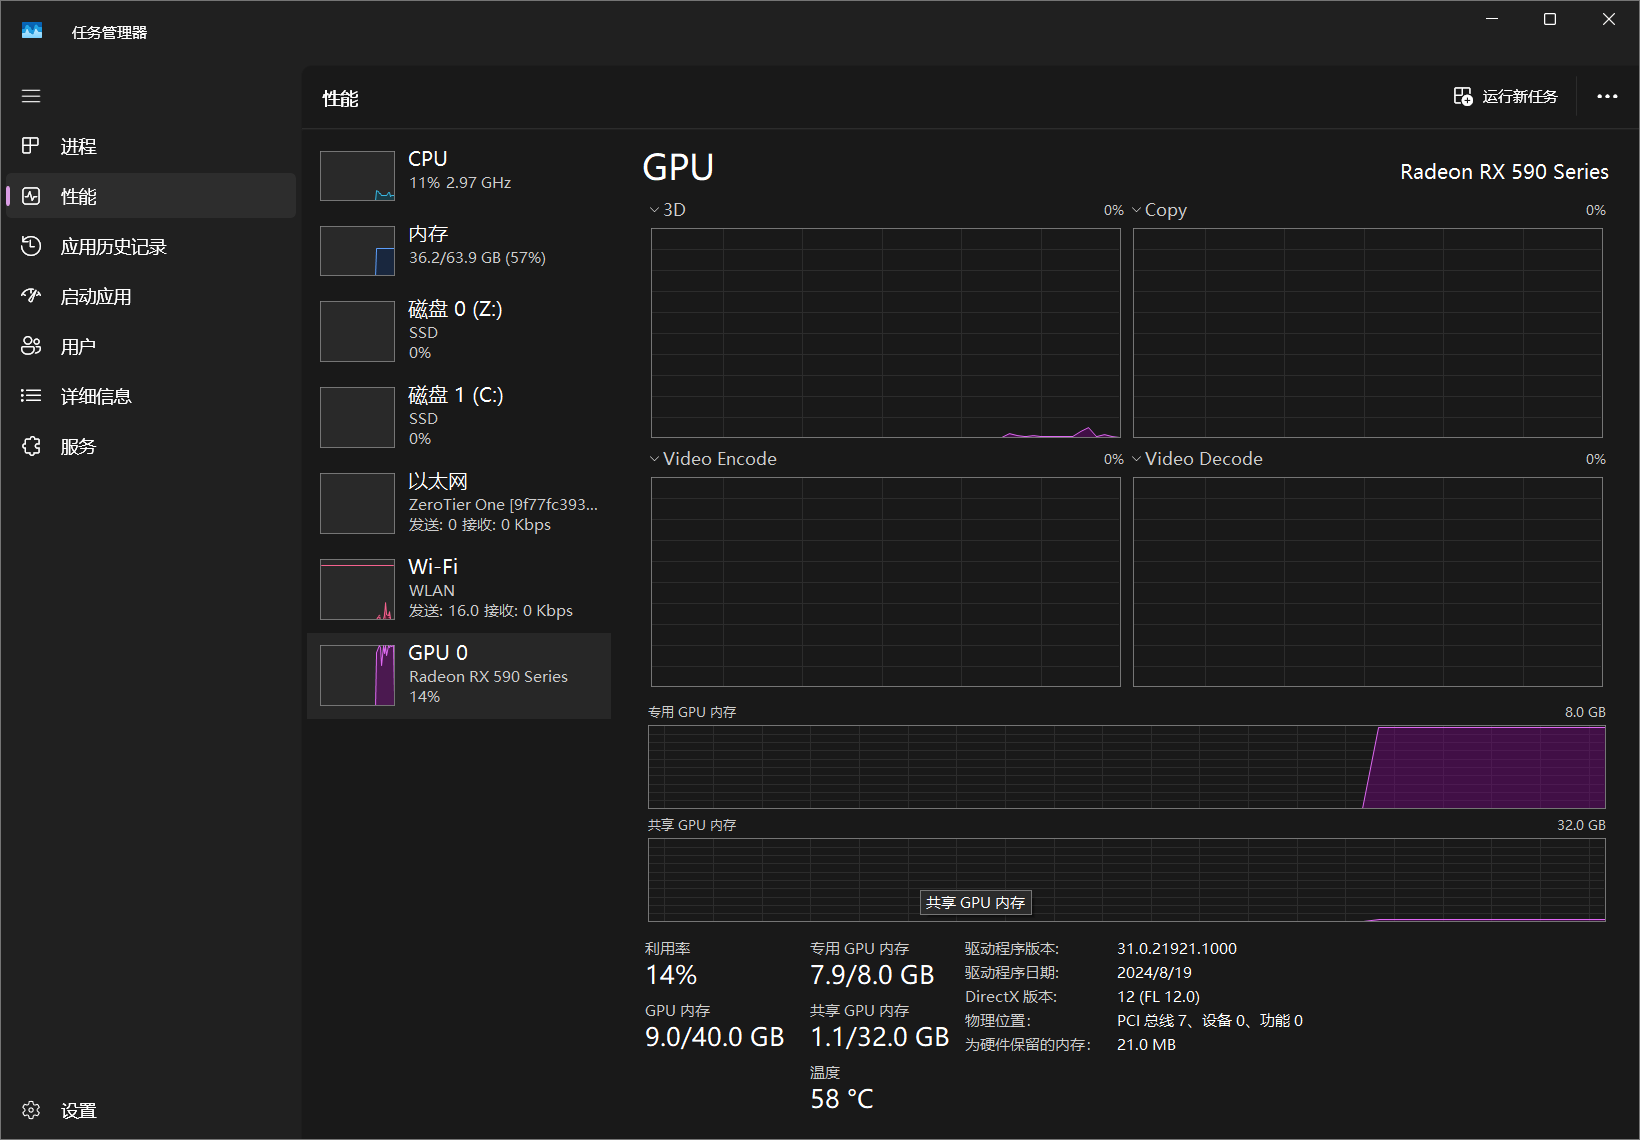 任务管理器
性能
运行新任务
进程
性能
应用历史记录
启动应用
用户
详细信息
服务
设置
CPU
11% 2.97 GHz
内存
36.2/63.9 GB (57%)
磁盘 0 (Z:)
SSD
0%
磁盘 1 (C:)
SSD
0%
以太网
ZeroTier One [9f77fc393...
发送: 0 接收: 0 Kbps
Wi-Fi
WLAN
发送: 16.0 接收: 0 Kbps
GPU 0
Radeon RX 590 Series
14%
GPU
Radeon RX 590 Series
3D 0%
Copy 0%
Video Encode 0%
Video Decode 0%
专用 GPU 内存 8.0 GB
共享 GPU 内存 32.0 GB
共享 GPU 内存
利用率
14%
专用 GPU 内存
7.9/8.0 GB
GPU 内存
9.0/40.0 GB
共享 GPU 内存
1.1/32.0 GB
温度
58 °C
驱动程序版本: 31.0.21921.1000
驱动程序日期: 2024/8/19
DirectX 版本: 12 (FL 12.0)
物理位置: PCI 总线 7、设备 0、功能 0
为硬件保留的内存: 21.0 MB